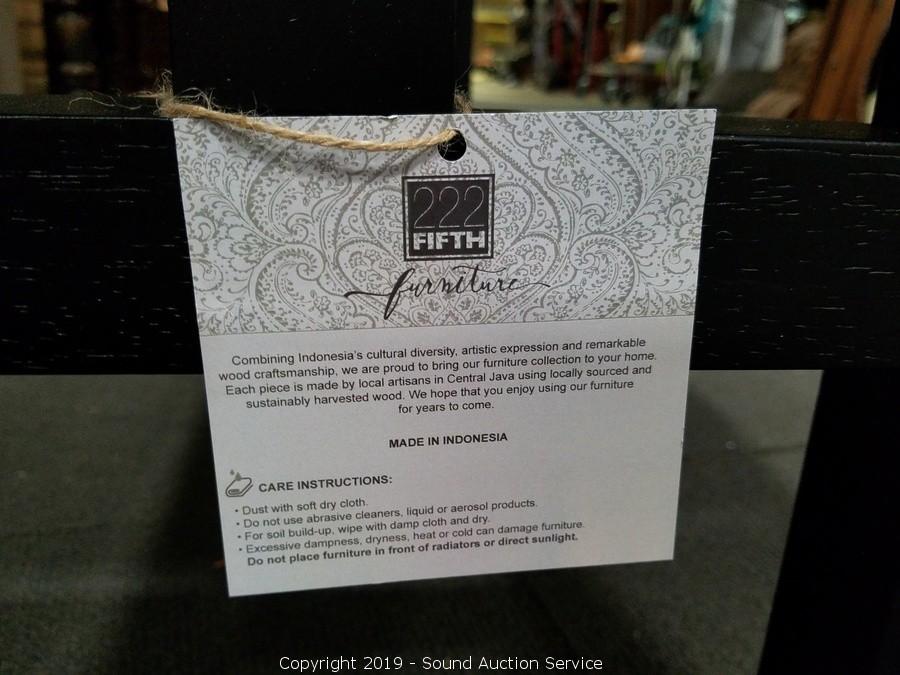 222
FIFTH
furniture
Combining Indonesia's cultural diversity, artistic expression and remarkable
wood craftsmanship, we are proud to bring our furniture collection to your home.
Each piece is made by local artisans in Central Java using locally sourced and
sustainably harvested wood. We hope that you enjoy using our furniture
for years to come.
MADE IN INDONESIA
CARE INSTRUCTIONS:
• Dust with soft dry cloth.
• Do not use abrasive cleaners, liquid or aerosol products.
• For soil build-up, wipe with damp cloth and dry.
• Excessive dampness, dryness, heat or cold can damage furniture.
Do not place furniture in front of radiators or direct sunlight.
Copyright 2019 - Sound Auction Service